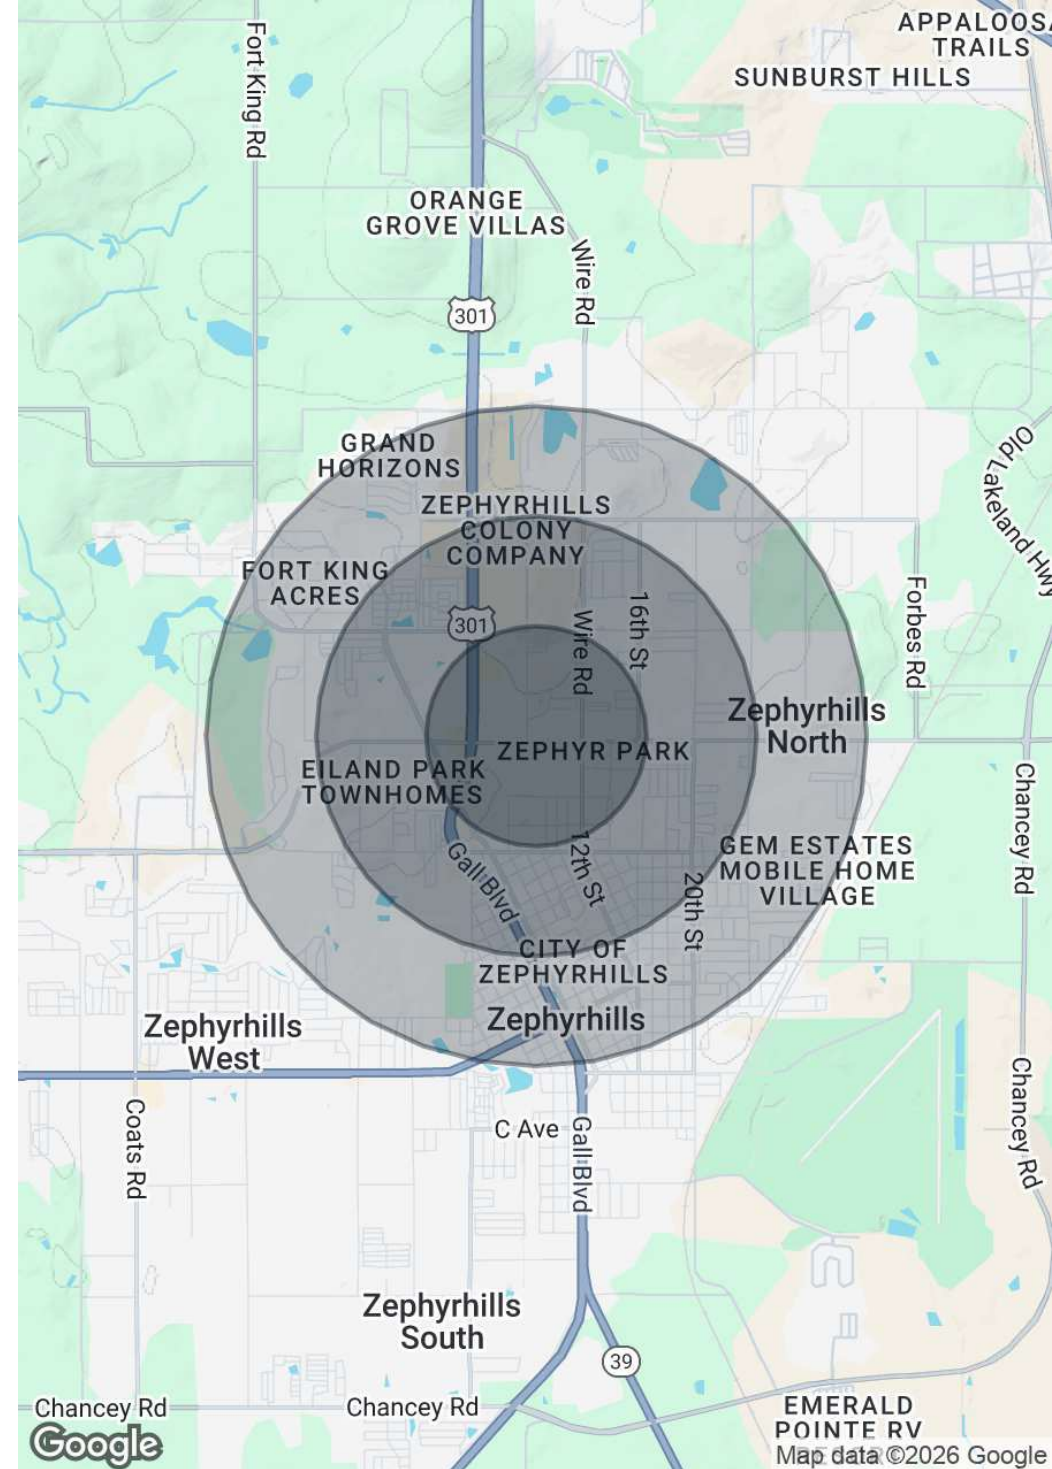 APPALOOSA
TRAILS
SUNBURST HILLS
Fort King Rd
ORANGE
GROVE VILLAS
Wire Rd
301
Old Lakeland Hwy
GRAND
HORIZONS
ZEPHYRHILLS
COLONY
COMPANY
FORT KING
ACRES
301
Wire Rd
16th St
Forbes Rd
Zephyrhills
North
ZEPHYR PARK
EILAND PARK
TOWNHOMES
Chancey Rd
Gall Blvd
12th St
20th St
GEM ESTATES
MOBILE HOME
VILLAGE
CITY OF
ZEPHYRHILLS
Zephyrhills
Zephyrhills
West
Coats Rd
C Ave
Gall Blvd
Chancey Rd
Zephyrhills
South
39
Chancey Rd
Chancey Rd
EMERALD
POINTE RV
Google
Map data ©2026 Google